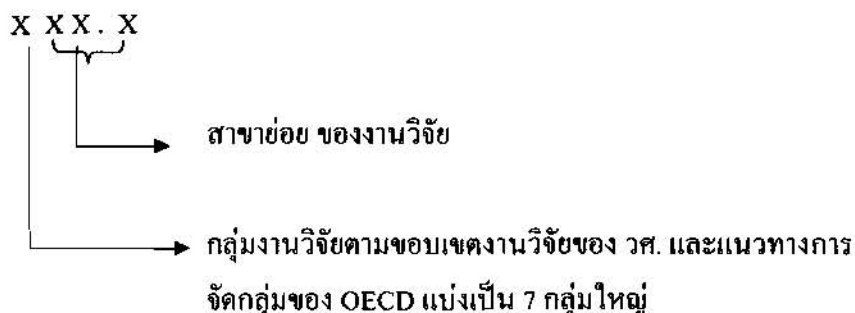 X XX. X
สาขาย่อย ของงานวิจัย
กลุ่มงานวิจัยตามขอบเขตงานวิจัยของ วศ. และแนวทางการ
จัดกลุ่มของ OECD แบ่งเป็น 7 กลุ่มใหญ่